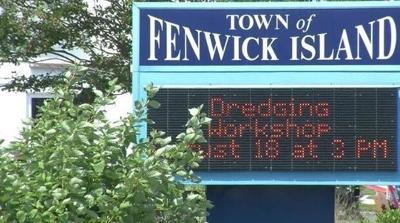 TOWN of
FENWICK ISLAND
Dredging
Workshop
18 at 3 PM